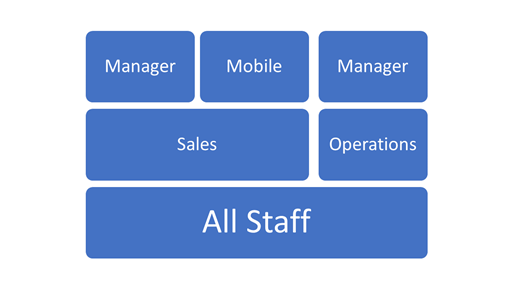 Manager
Mobile
Manager
Sales
Operations
All Staff